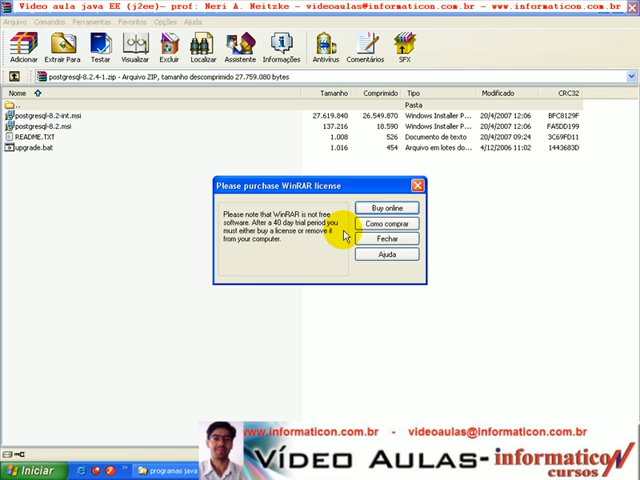 Video aula java EE (j2ee)- prof: Neri A. Neitzke - videoaulas@informaticon.com.br - www.informaticon.com.br
Arquivo Comandos Ferramentas Favoritos Opções Ajuda
Adicionar Extrair Para Testar Visualizar Excluir Localizar Assistente Informações Antivírus Comentários SFX
postgresql-8.2.4-1.zip - Arquivo ZIP, tamanho descomprimido 27.759.080 bytes
Nome Tamanho Comprimido Tipo Modificado CRC32
.. Pasta
postgresql-8.2-int.msi 27.619.840 26.549.870 Windows Installer P... 20/4/2007 12:06 BFC8129F
postgresql-8.2.msi 137.216 18.590 Windows Installer P... 20/4/2007 12:06 FA5DD199
README.TXT 1.008 526 Documento de texto 20/4/2007 09:24 3C69FD11
upgrade.bat 1.016 454 Arquivo em lotes do... 4/12/2006 11:02 1443683D
Please purchase WinRAR license
Please note that WinRAR is not free
software. After a 40 day trial period you
must either buy a license or remove it
from your computer.
Buy online
Como comprar
Fechar
Ajuda
www.informaticon.com.br - videoaulas@informaticon.com.br
VÍDEO AULAS- informaticoN
cursos
Iniciar
programas java